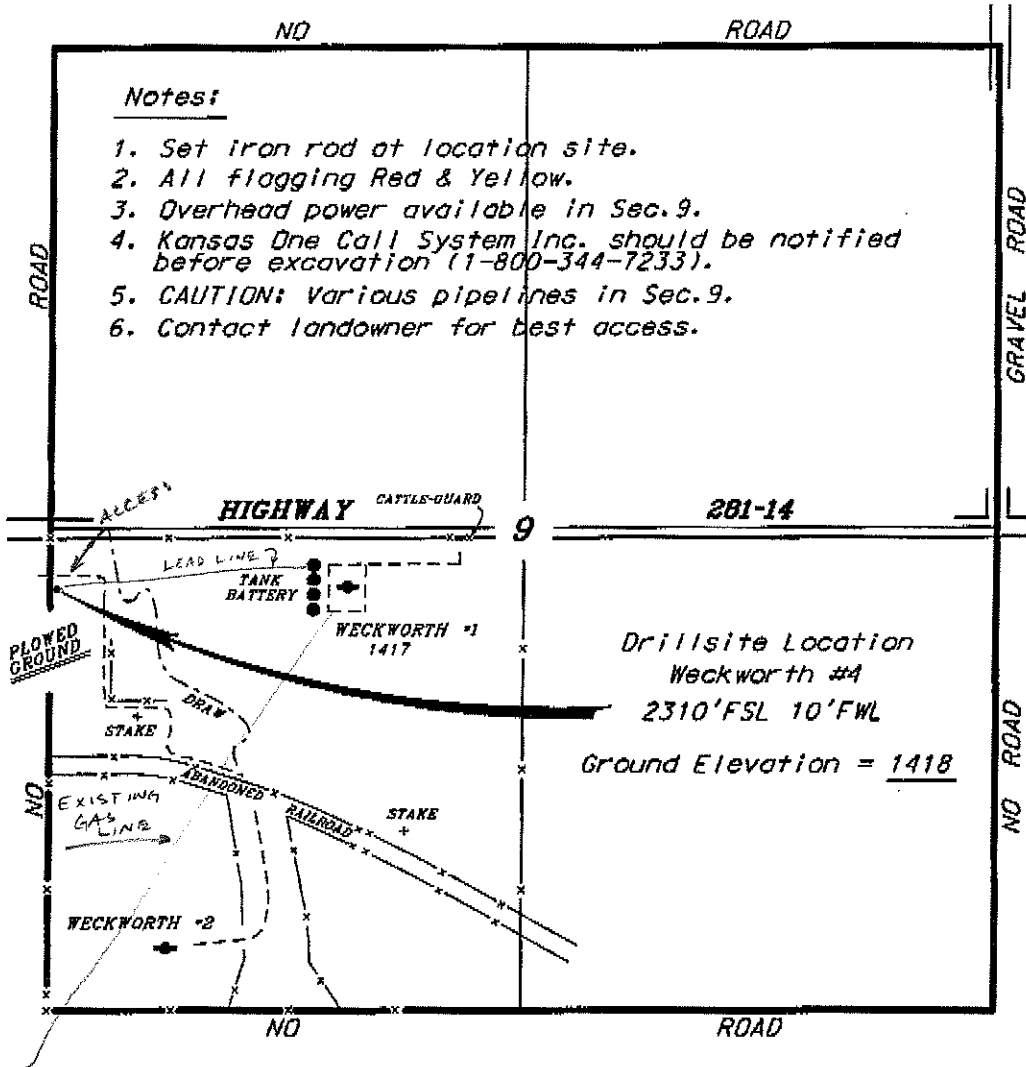 NO ROAD
Notes:
1. Set iron rod at location site.
2. All flagging Red & Yellow.
3. Overhead power available in Sec.9.
4. Kansas One Call System Inc. should be notified
before excavation (1-800-344-7233).
5. CAUTION: Various pipelines in Sec.9.
6. Contact landowner for best access.
ROAD
GRAVEL ROAD
ACCESS
HIGHWAY
CATTLE-GUARD
9
281-14
LEAD LINE
TANK
BATTERY
WECKWORTH #1
1417
PLOWED
GROUND
DRAW
STAKE
Drillsite Location
Weckworth #4
2310'FSL 10'FWL
Ground Elevation = 1418
ABANDONED RAILROAD
STAKE
NO
EXISTING
GAS
LINE
NO ROAD
WECKWORTH #2
NO ROAD